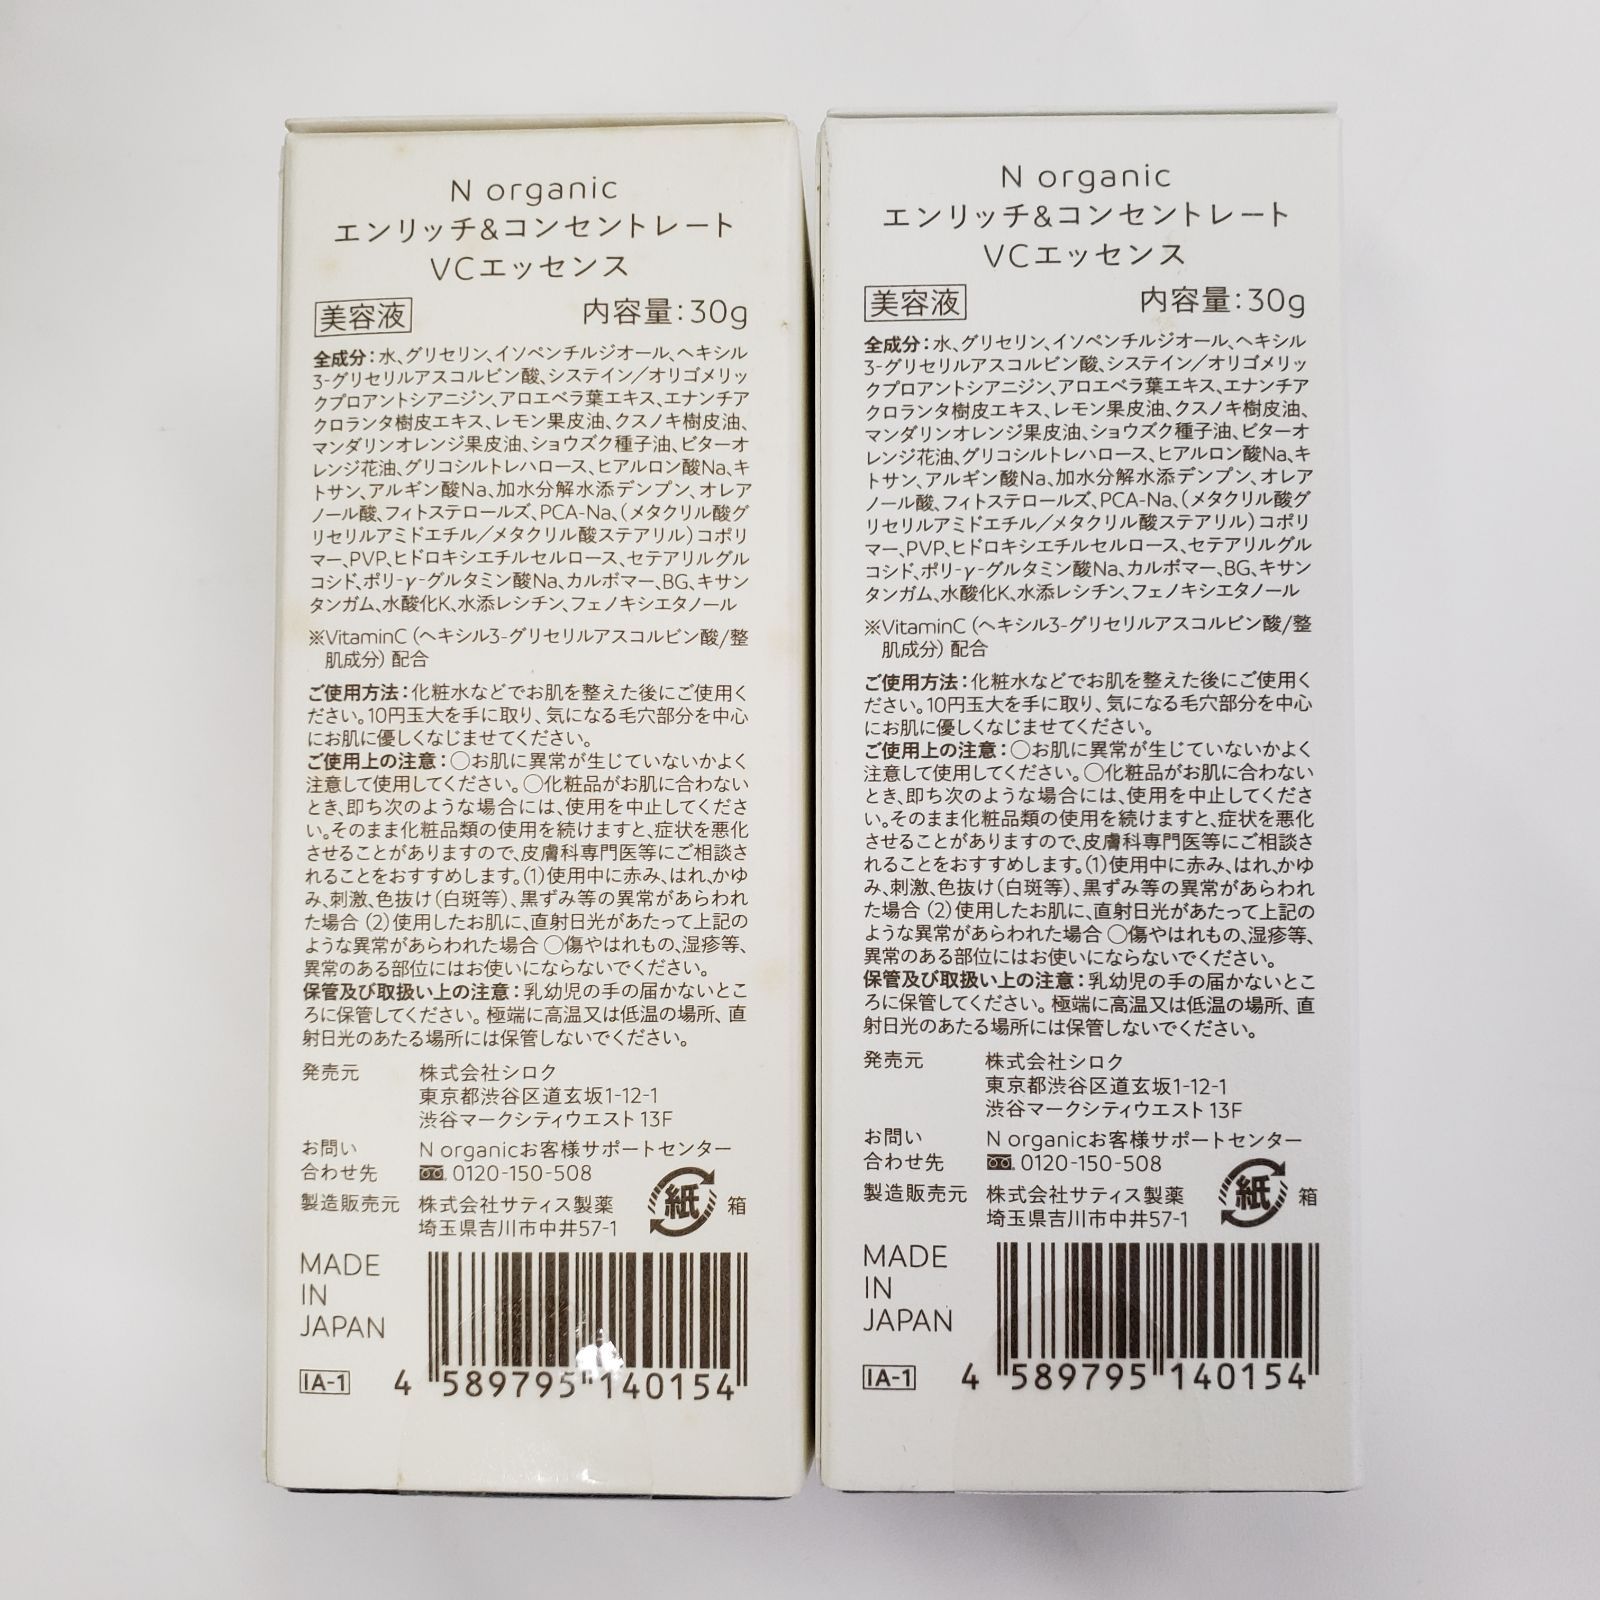 N organic
エンリッチ&コンセントレート
VCエッセンス
美容液 内容量:30g
全成分:水、グリセリン、イソペンチルジオール、ヘキシル
3-グリセリルアスコルビン酸、システイン/オリゴメリッ
クプロアントシアニジン、アロエベラ葉エキス、エナンチア
クロランタ樹皮エキス、レモン果皮油、クスノキ樹皮油、
マンダリンオレンジ果皮油、ショウズク種子油、ビターオ
レンジ花油、グリコシルトレハロース、ヒアルロン酸Na、キ
トサン、アルギン酸Na、加水分解水添デンプン、オレア
ノール酸、フィトステロールズ、PCA-Na、(メタクリル酸グ
リセリルアミドエチル/メタクリル酸ステアリル)コポリ
マー、PVP、ヒドロキシエチルセルロース、セテアリルグル
コシド、ポリ-γ-グルタミン酸Na、カルボマー、BG、キサン
タンガム、水酸化K、水添レシチン、フェノキシエタノール
※VitaminC (ヘキシル3-グリセリルアスコルビン酸/整
肌成分) 配合
ご使用方法:化粧水などでお肌を整えた後にご使用く
ださい。10円玉大を手に取り、気になる毛穴部分を中心
にお肌に優しくなじませてください。
ご使用上の注意:○お肌に異常が生じていないかよく
注意して使用してください。○化粧品がお肌に合わない
とき、即ち次のような場合には、使用を中止してくださ
い。そのまま化粧品類の使用を続けますと、症状を悪化
させることがありますので、皮膚科専門医等にご相談さ
れることをおすすめします。(1)使用中に赤み、はれ、かゆ
み、刺激、色抜け(白斑等)、黒ずみ等の異常があらわれ
た場合 (2)使用したお肌に、直射日光があたって上記の
ような異常があらわれた場合 ○傷やはれもの、湿疹等、
異常のある部位にはお使いにならないでください。
保管及び取扱い上の注意:乳幼児の手の届かないとこ
ろに保管してください。極端に高温又は低温の場所、直
射日光のあたる場所には保管しないでください。
発売元 株式会社シロク
東京都渋谷区道玄坂1-12-1
渋谷マークシティウエスト 13F
お問い N organicお客様サポートセンター
合わせ先 0120-150-508
製造販売元 株式会社サティス製薬 紙 箱
埼玉県吉川市中井57-1
MADE
IN
JAPAN
IA-1 4 589795 140154
N organic
エンリッチ&コンセントレート
VCエッセンス
美容液 内容量:30g
全成分:水、グリセリン、イソペンチルジオール、ヘキシル
3-グリセリルアスコルビン酸、システイン/オリゴメリッ
クプロアントシアニジン、アロエベラ葉エキス、エナンチア
クロランタ樹皮エキス、レモン果皮油、クスノキ樹皮油、
マンダリンオレンジ果皮油、ショウズク種子油、ビターオ
レンジ花油、グリコシルトレハロース、ヒアルロン酸Na、キ
トサン、アルギン酸Na、加水分解水添デンプン、オレア
ノール酸、フィトステロールズ、PCA-Na、(メタクリル酸グ
リセリルアミドエチル/メタクリル酸ステアリル)コポリ
マー、PVP、ヒドロキシエチルセルロース、セテアリルグル
コシド、ポリ-γ-グルタミン酸Na、カルボマー、BG、キサン
タンガム、水酸化K、水添レシチン、フェノキシエタノール
※VitaminC (ヘキシル3-グリセリルアスコルビン酸/整
肌成分) 配合
ご使用方法:化粧水などでお肌を整えた後にご使用く
ださい。10円玉大を手に取り、気になる毛穴部分を中心
にお肌に優しくなじませてください。
ご使用上の注意:○お肌に異常が生じていないかよく
注意して使用してください。○化粧品がお肌に合わない
とき、即ち次のような場合には、使用を中止してくださ
い。そのまま化粧品類の使用を続けますと、症状を悪化
させることがありますので、皮膚科専門医等にご相談さ
れることをおすすめします。(1)使用中に赤み、はれ、かゆ
み、刺激、色抜け(白斑等)、黒ずみ等の異常があらわれ
た場合 (2)使用したお肌に、直射日光があたって上記の
ような異常があらわれた場合 ○傷やはれもの、湿疹等、
異常のある部位にはお使いにならないでください。
保管及び取扱い上の注意:乳幼児の手の届かないとこ
ろに保管してください。極端に高温又は低温の場所、直
射日光のあたる場所には保管しないでください。
発売元 株式会社シロク
東京都渋谷区道玄坂1-12-1
渋谷マークシティウエスト 13F
お問い N organicお客様サポートセンター
合わせ先 0120-150-508
製造販売元 株式会社サティス製薬 紙 箱
埼玉県吉川市中井57-1
MADE
IN
JAPAN
IA-1 4 589795 140154